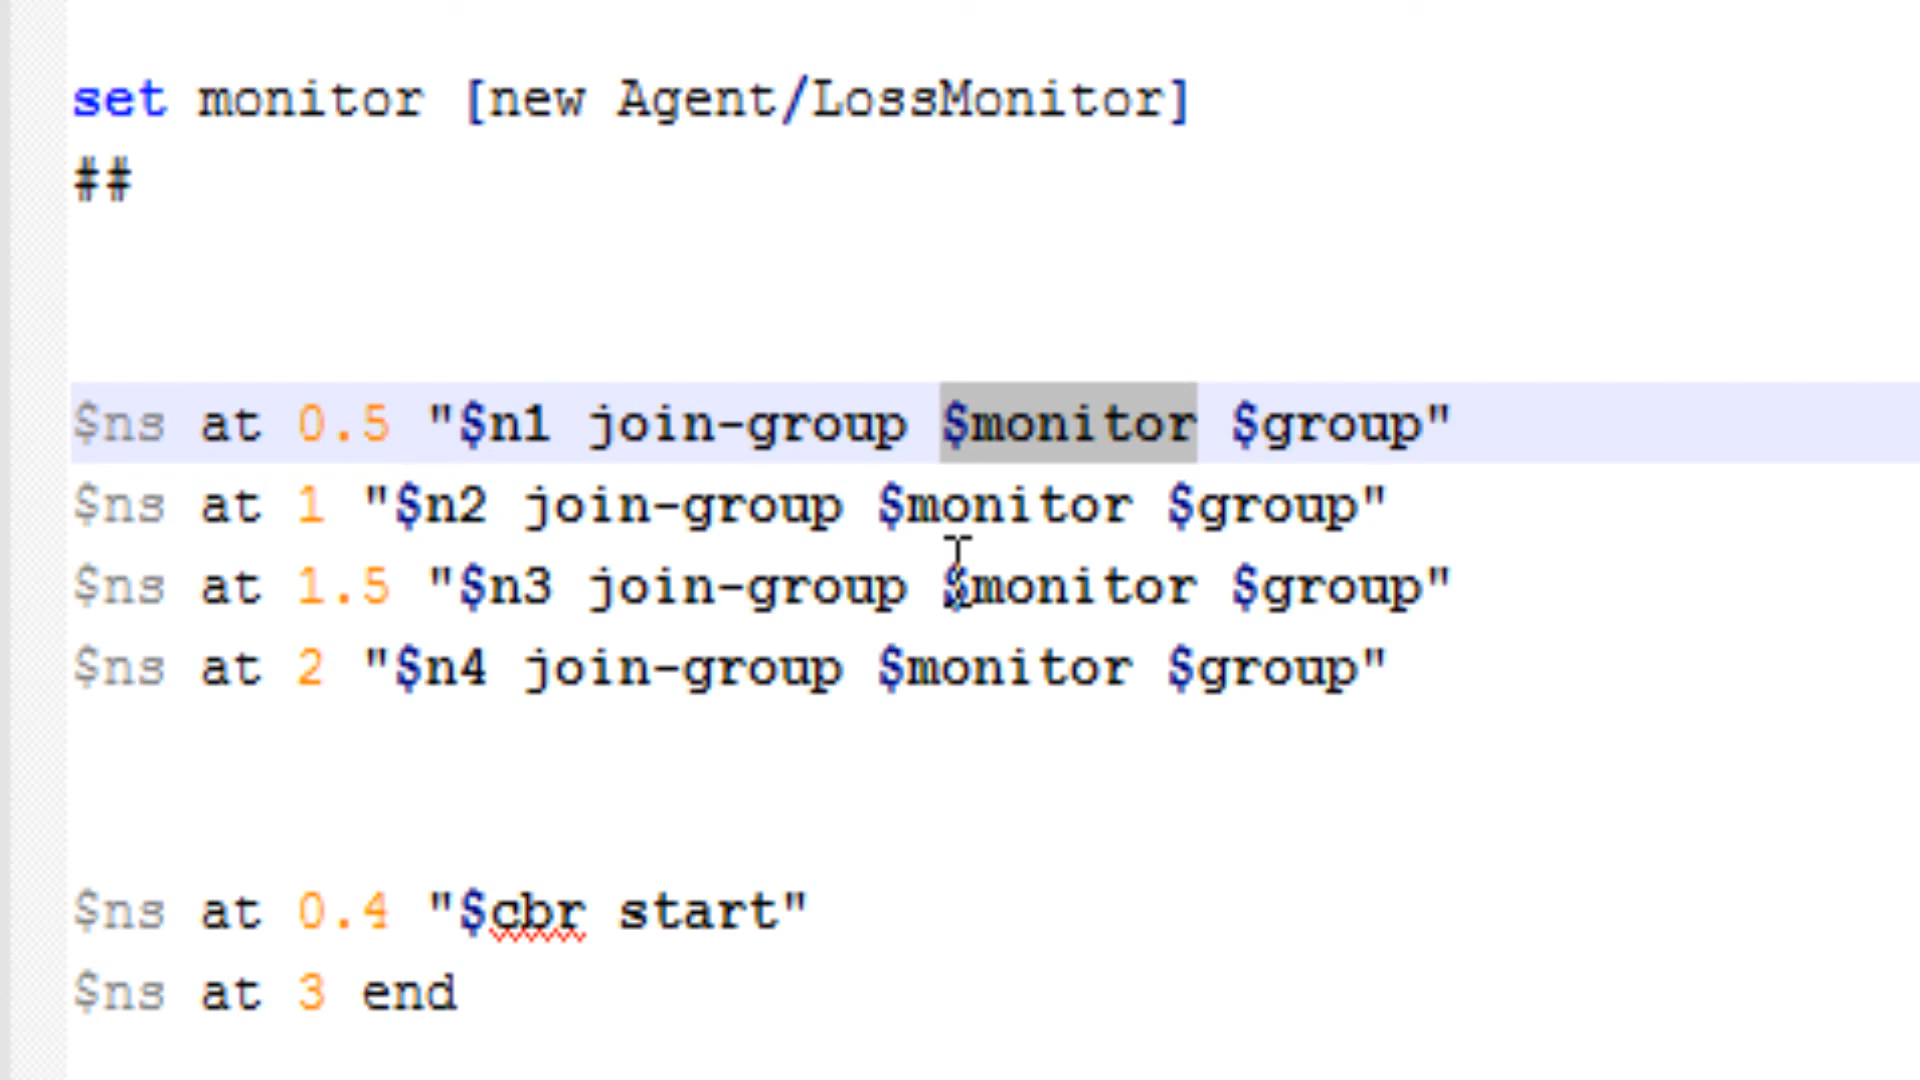 set monitor [new Agent/LossMonitor]
##
$ns at 0.5 "$n1 join-group $monitor $group"
$ns at 1 "$n2 join-group $monitor $group"
$ns at 1.5 "$n3 join-group $monitor $group"
$ns at 2 "$n4 join-group $monitor $group"
$ns at 0.4 "$cbr start"
$ns at 3 end